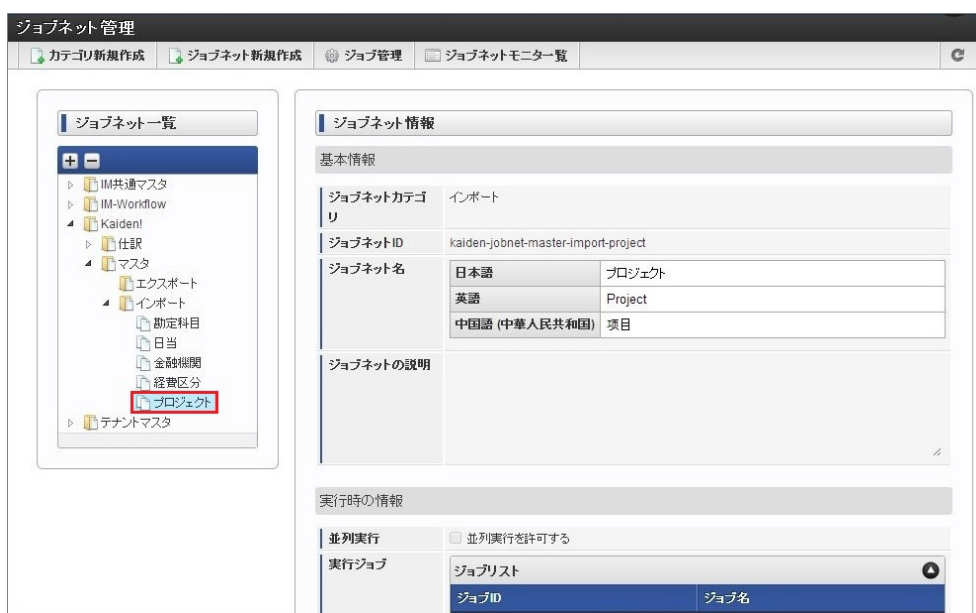 ジョブネット管理
カテゴリ新規作成 ジョブネット新規作成 ジョブ管理 ジョブネットモニター覧
ジョブネット一覧
IM共通マスタ
IM-Workflow
Kaiden!
仕訳
マスタ
エクスポート
インポート
勘定科目
日当
金融機関
経費区分
プロジェクト
テナントマスタ
ジョブネット情報
基本情報
ジョブネットカテゴ
リ
インポート
ジョブネットID kaiden-jobnet-master-import-project
ジョブネット名
日本語 プロジェクト
英語 Project
中国語 (中華人民共和国) 项目
ジョブネットの説明
実行時の情報
並列実行 並列実行を許可する
実行ジョブ
ジョブリスト
ジョブID ジョブ名